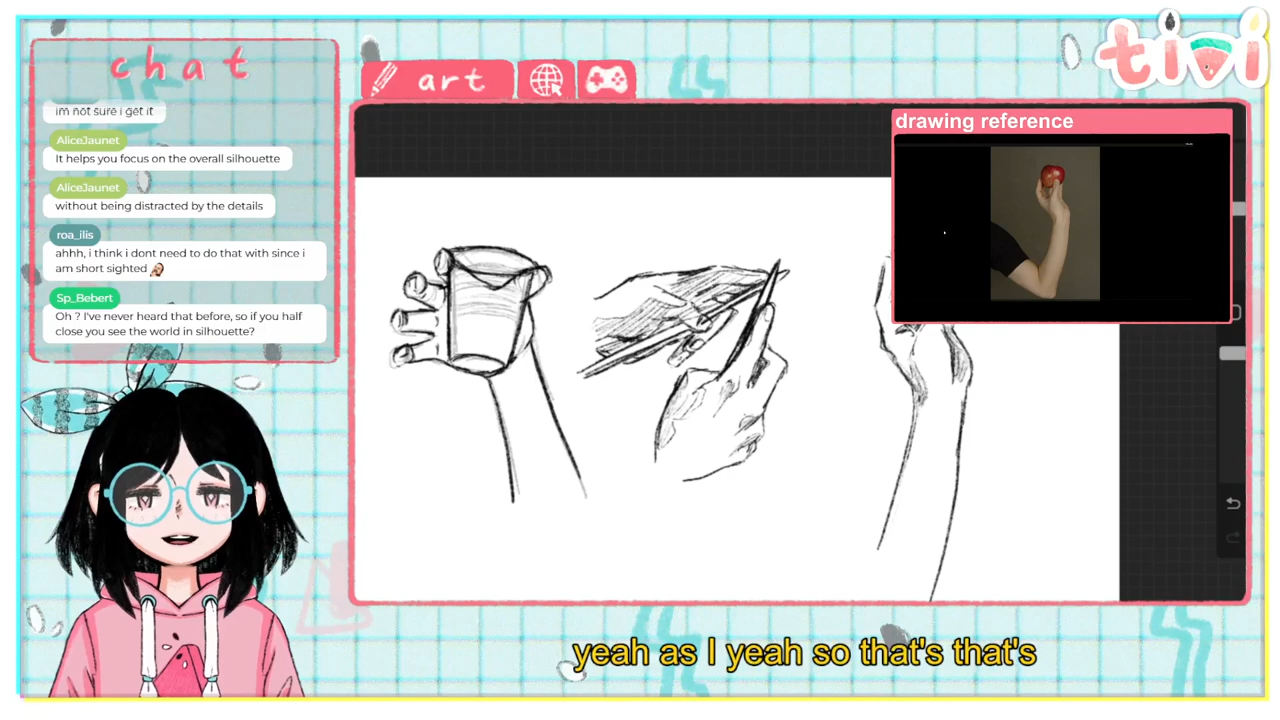 chat
im not sure i get it
AliceJaunet
It helps you focus on the overall silhouette
AliceJaunet
without being distracted by the details
roa_ilis
ahhh, i think i dont need to do that with since i
am short sighted
Sp_Bebert
Oh ? I've never heard that before, so if you half
close you see the world in silhouette?
art
drawing reference
tivi
yeah as I yeah so that's that's